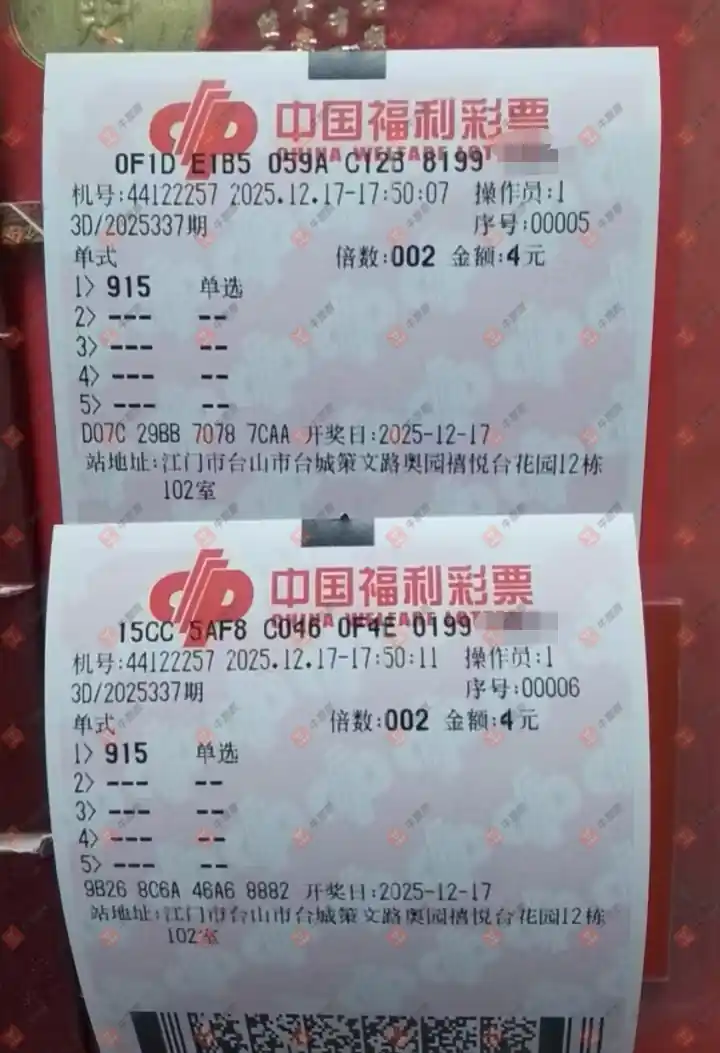 中国福利彩票
CHINA WELFARE LOT
0F1D E1B5 059A C123 8199
机号:44122257 2025.12.17-17:50:07 操作员:1
3D/2025337期 序号:00005
单式 倍数:002 金额:4元
1> 915 单选
2> --- --
3> --- --
4> --- --
5> --- --
D07C 29BB 7078 7CAA 开奖日:2025-12-17
站地址:江门市台山市台城策文路奥园禧悦台花园12栋
102室
中国福利彩票
CHINA WELFARE LOT
15CC 5AF8 C046 0F4E 0199
机号:44122257 2025.12.17-17:50:11 操作员:1
3D/2025337期 序号:00006
单式 倍数:002 金额:4元
1> 915 单选
2> --- --
3> --- --
4> --- --
5> --- --
9B26 8C6A 46A6 8882 开奖日:2025-12-17
站地址:江门市台山市台城策文路奥园禧悦台花园12栋
102室